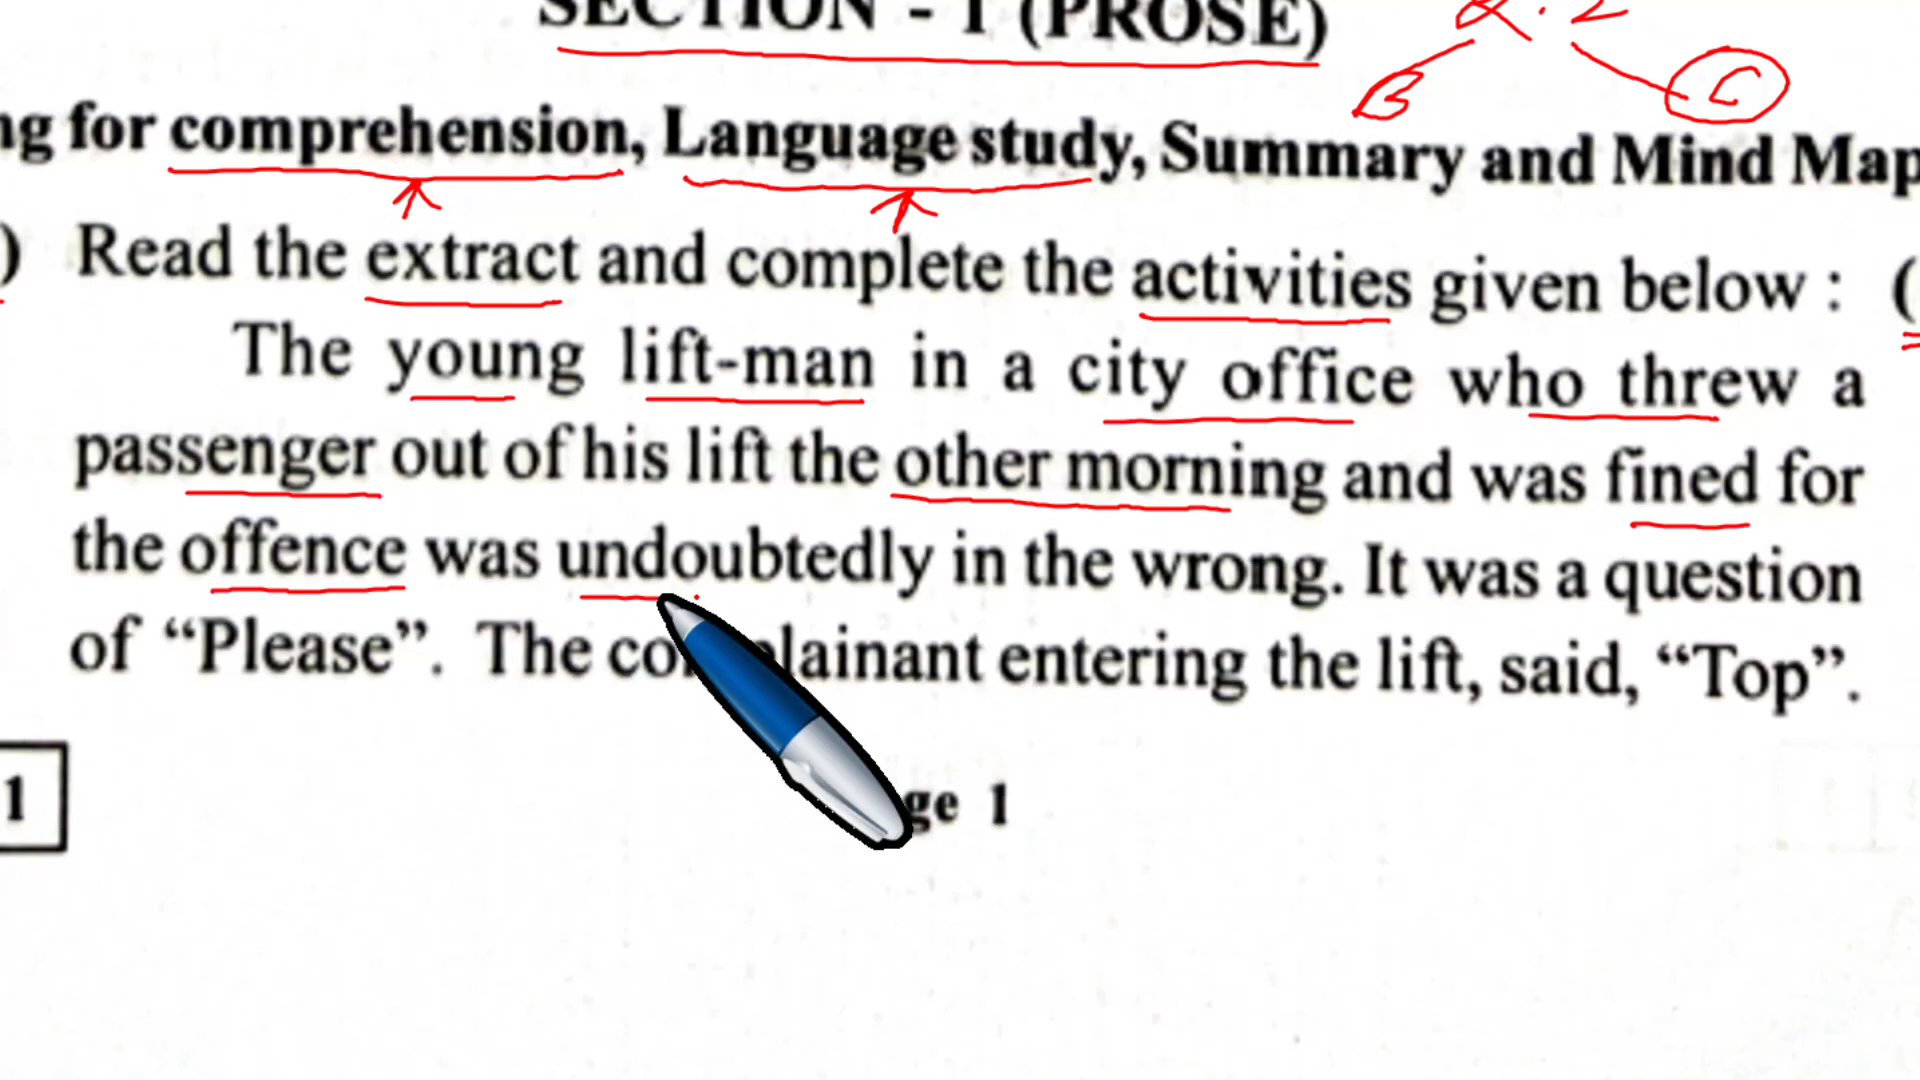 SECTION - I (PROSE)
Q.2
B C
ng for comprehension, Language study, Summary and Mind Map
) Read the extract and complete the activities given below : (
The young lift-man in a city office who threw a
passenger out of his lift the other morning and was fined for
the offence was undoubtedly in the wrong. It was a question
of “Please”. The co lainant entering the lift, said, “Top”.
1
ge 1